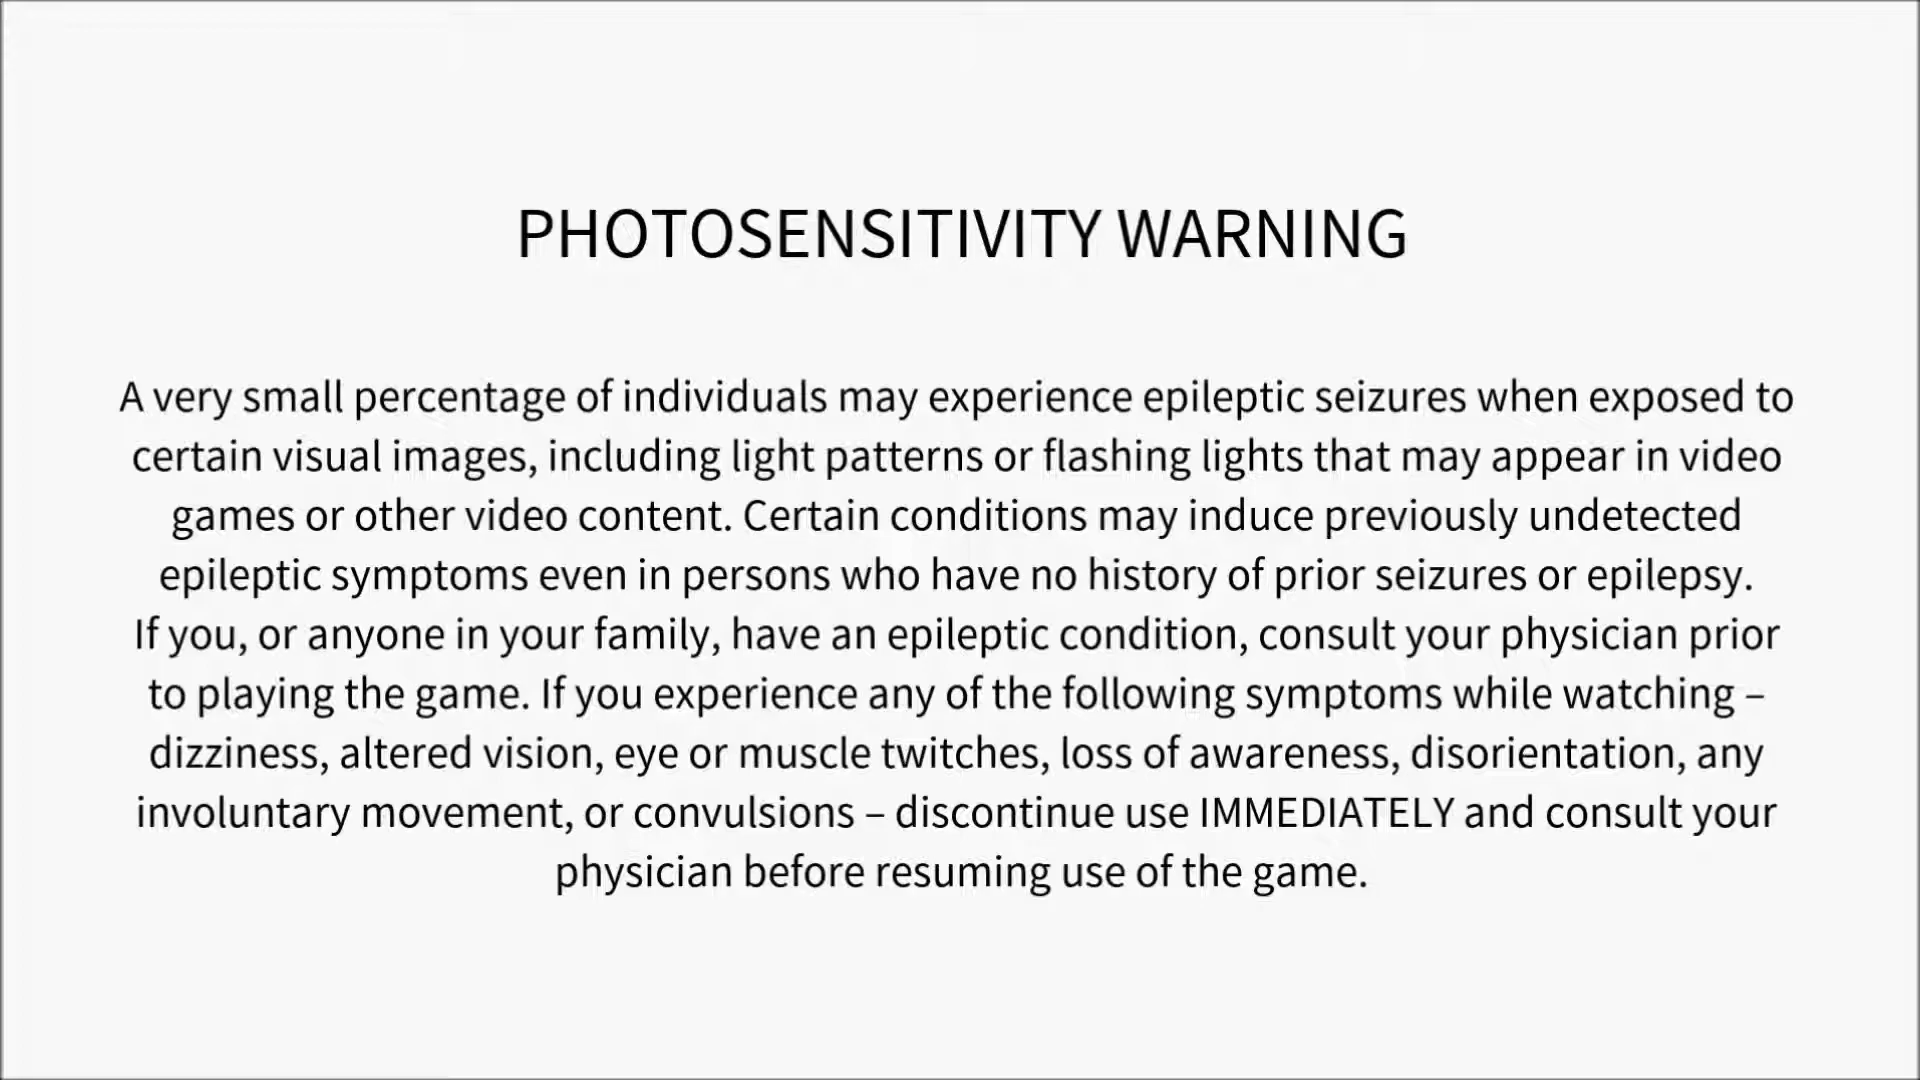 PHOTOSENSITIVITY WARNING
A very small percentage of individuals may experience epileptic seizures when exposed to
certain visual images, including light patterns or flashing lights that may appear in video
games or other video content. Certain conditions may induce previously undetected
epileptic symptoms even in persons who have no history of prior seizures or epilepsy.
If you, or anyone in your family, have an epileptic condition, consult your physician prior
to playing the game. If you experience any of the following symptoms while watching –
dizziness, altered vision, eye or muscle twitches, loss of awareness, disorientation, any
involuntary movement, or convulsions – discontinue use IMMEDIATELY and consult your
physician before resuming use of the game.